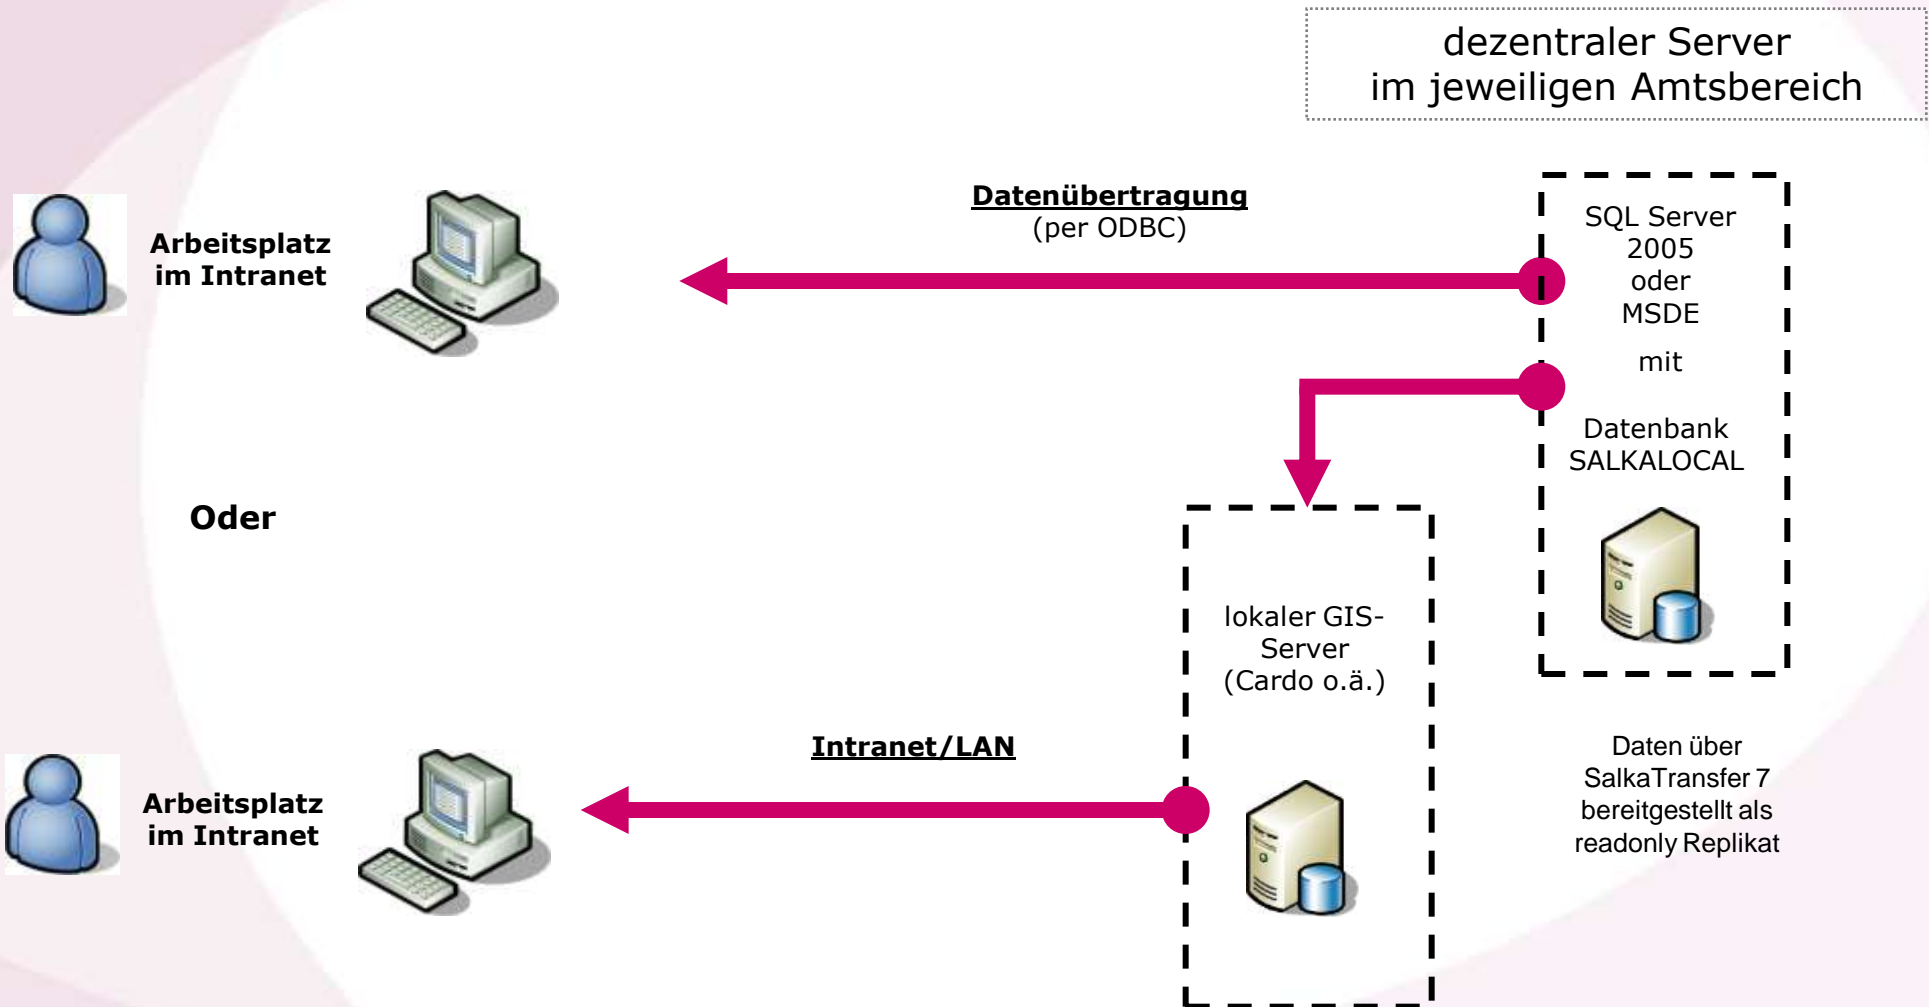 dezentraler Server
im jeweiligen Amtsbereich
Arbeitsplatz
im Intranet
Datenübertragung
(per ODBC)
SQL Server
2005
oder
MSDE
mit
Datenbank
SALKALOCAL
Oder
lokaler GIS-
Server
(Cardo o.ä.)
Arbeitsplatz
im Intranet
Intranet/LAN
Daten über
SalkaTransfer 7
bereitgestellt als
readonly Replikat